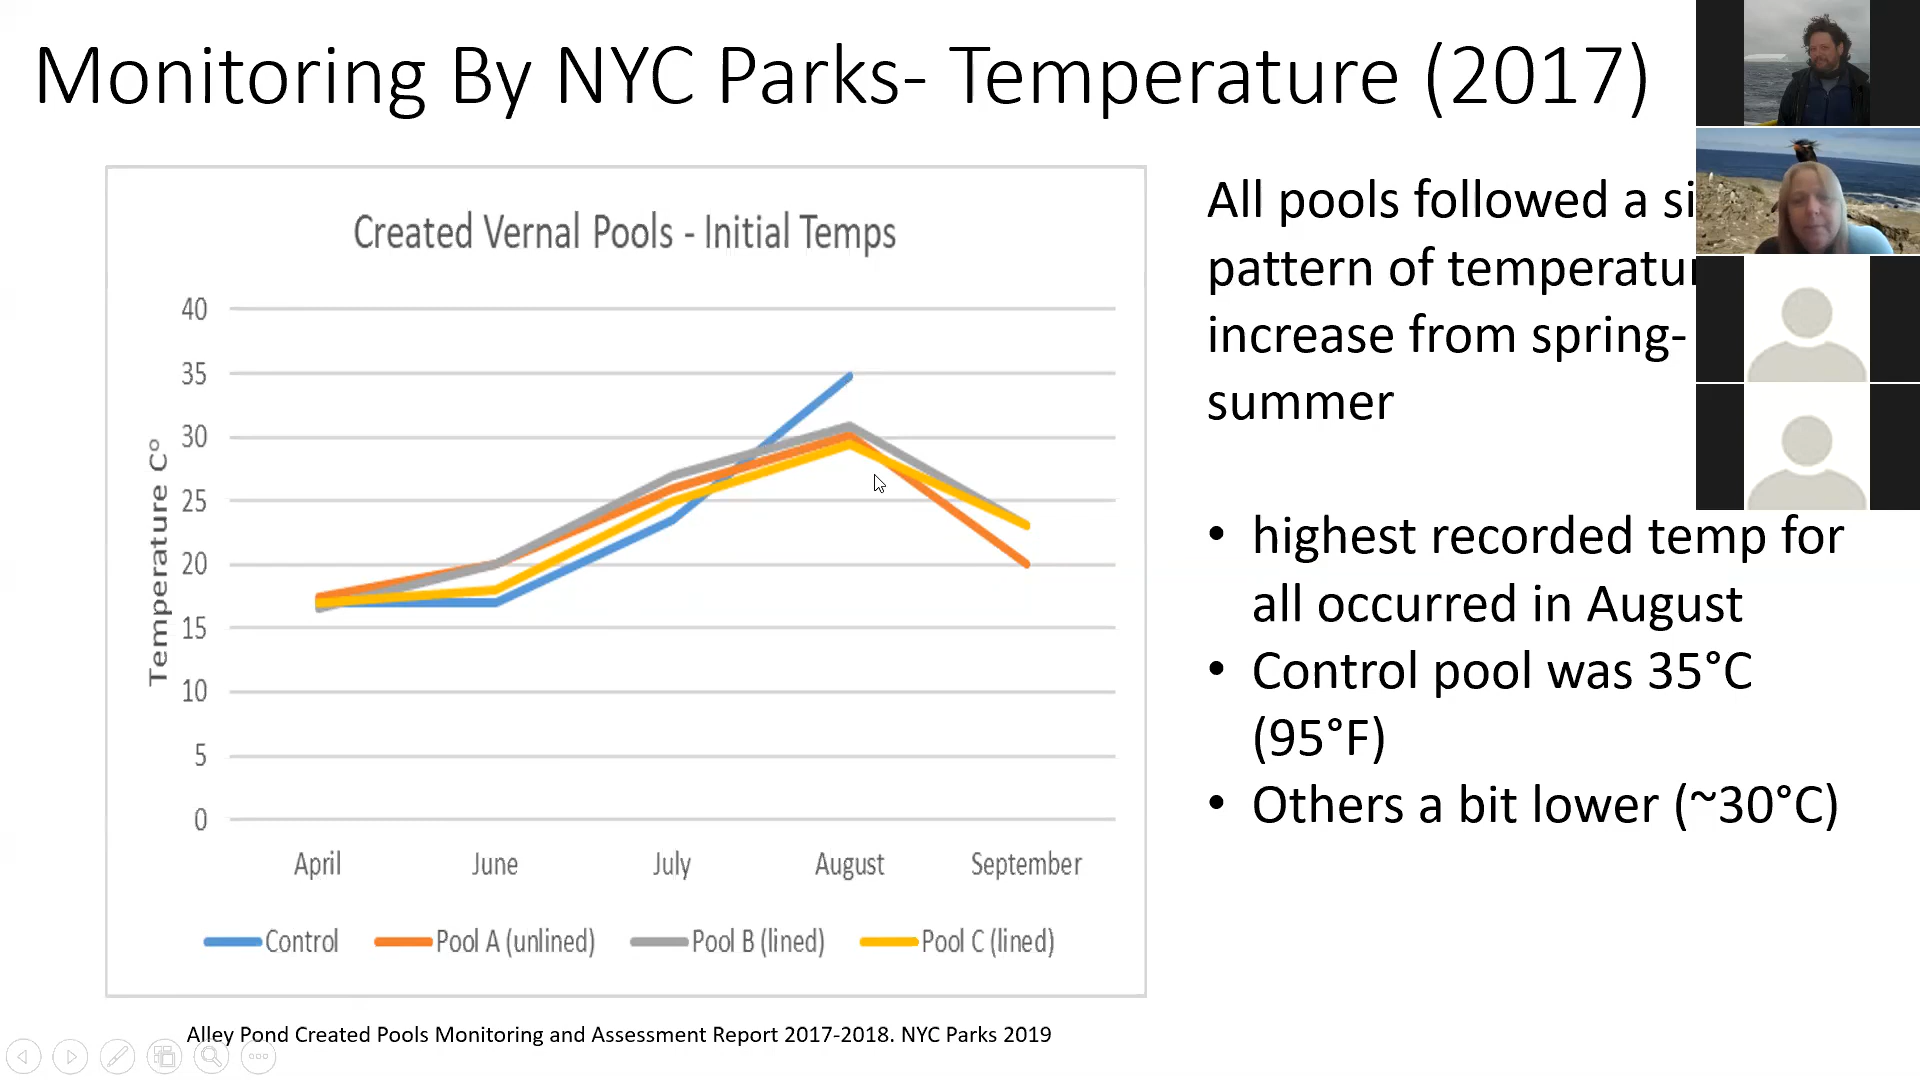 Monitoring By NYC Parks- Temperature (2017)
Created Vernal Pools - Initial Temps
Temperature C°
40
35
30
25
20
15
10
5
0
April June July August September
Control Pool A (unlined) Pool B (lined) Pool C (lined)
All pools followed a
pattern of
increase from spring-
summer
• highest recorded temp for
all occurred in August
• Control pool was 35°C
(95°F)
• Others a bit lower (~30°C)
Alley Pond Created Pools Monitoring and Assessment Report 2017-2018. NYC Parks 2019